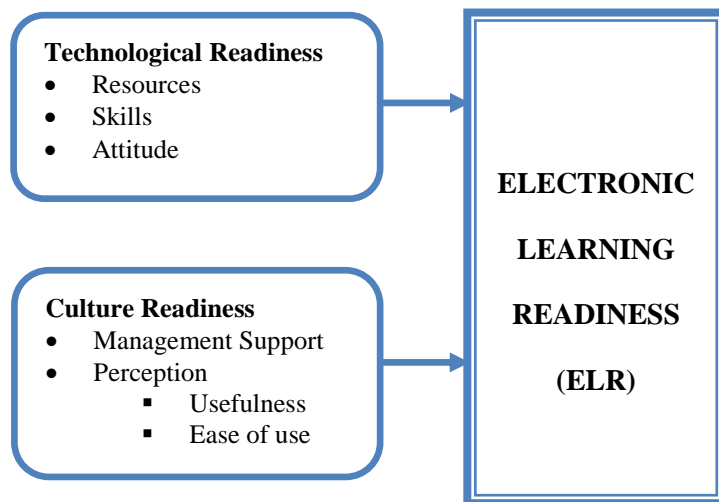 Technological Readiness
• Resources
• Skills
• Attitude
Culture Readiness
• Management Support
• Perception
▪ Usefulness
▪ Ease of use
ELECTRONIC
LEARNING
READINESS
(ELR)